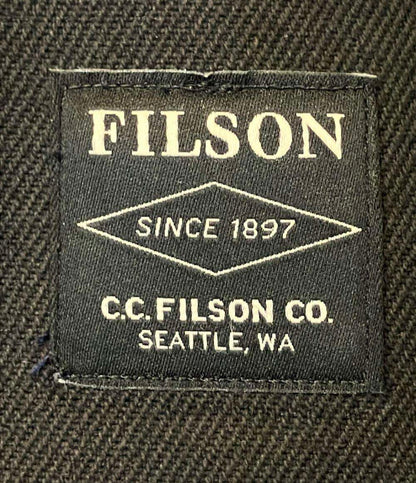 FILSON
SINCE 1897
C.C. FILSON CO.
SEATTLE, WA